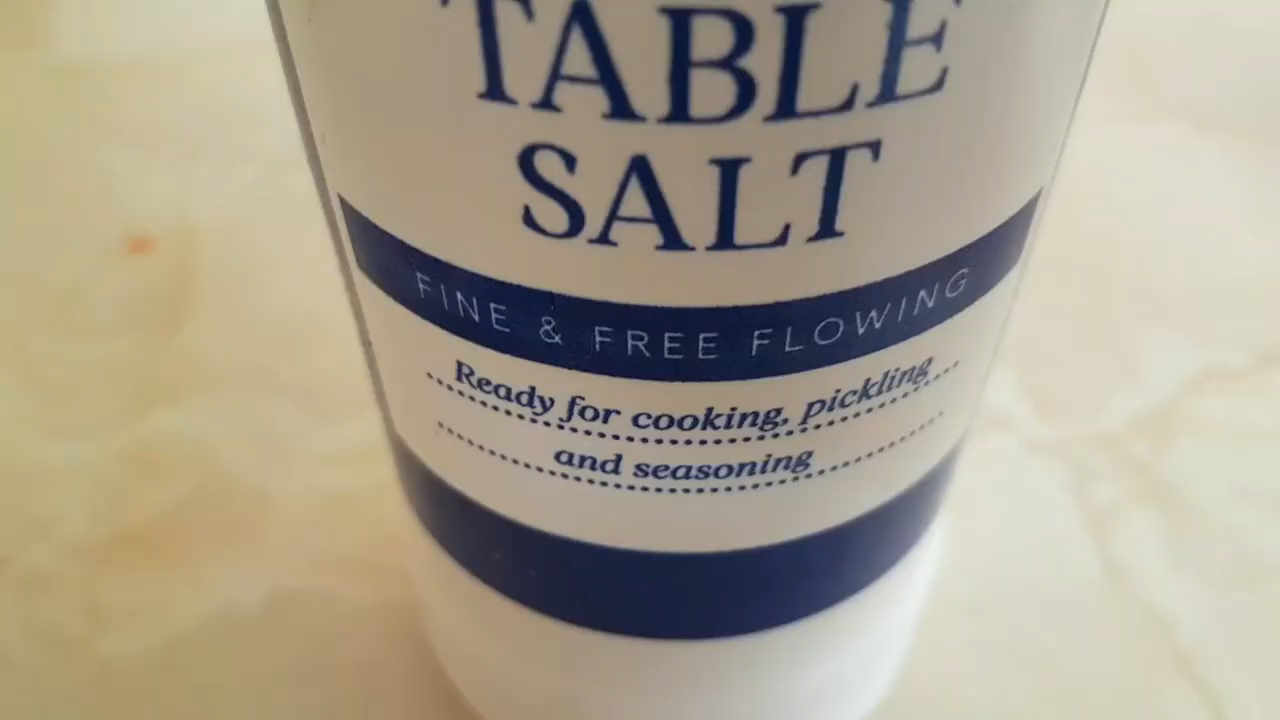 TABLE
SALT
FINE & FREE FLOWING
Ready for cooking, pickling
and seasoning